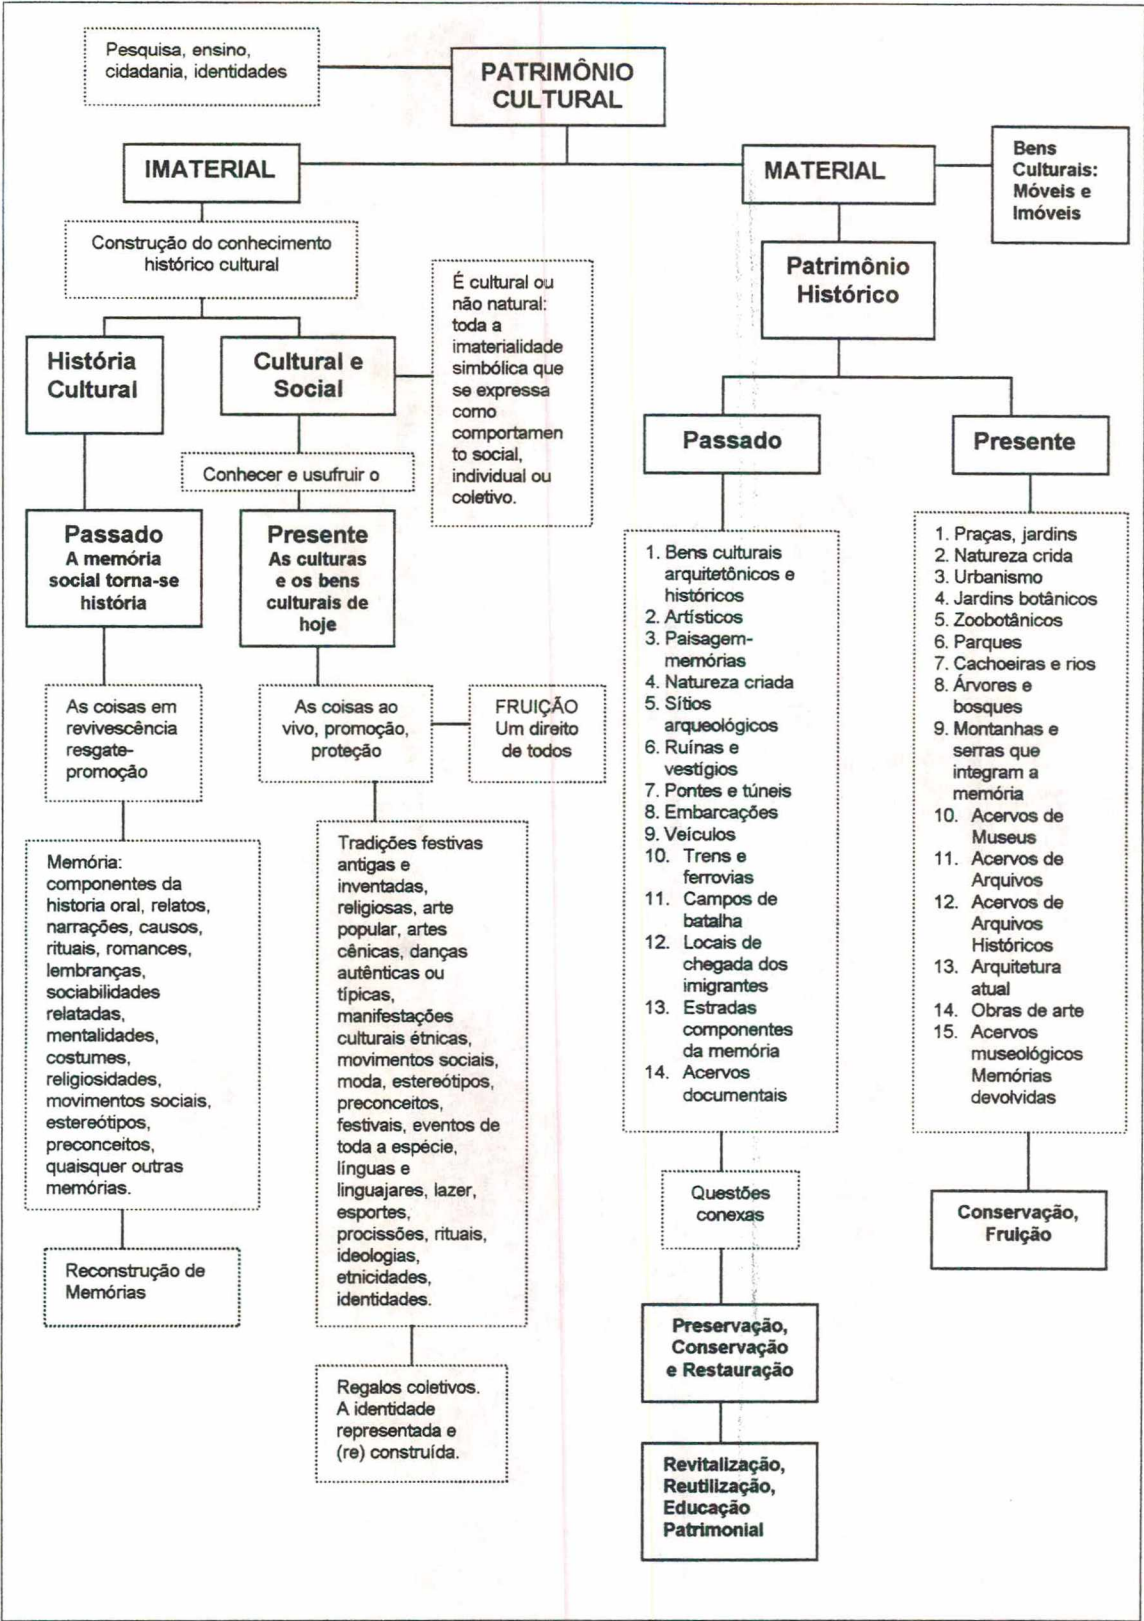 Pesquisa, ensino,
cidadania, identidades
PATRIMÔNIO
CULTURAL
IMATERIAL
MATERIAL
Bens
Culturais:
Móveis e
Imóveis
Construção do conhecimento
histórico cultural
Patrimônio
Histórico
É cultural ou
não natural:
toda a
imaterialidade
simbólica que
se expressa
como
comportamen
to social,
individual ou
coletivo.
História
Cultural
Cultural e
Social
Passado
Presente
Conhecer e usufruir o
Passado
A memória
social torna-se
história
Presente
As culturas
e os bens
culturais de
hoje
As coisas em
revivescência
resgate-
promoção
As coisas ao
vivo, promoção,
proteção
FRUIÇÃO
Um direito
de todos
Memória:
componentes da
historia oral, relatos,
narrações, causos,
rituais, romances,
lembranças,
sociabilidades
relatadas,
mentalidades,
costumes,
religiosidades,
movimentos sociais,
estereótipos,
preconceitos,
quaisquer outras
memórias.
Reconstrução de
Memórias
Tradições festivas
antigas e
inventadas,
religiosas, arte
popular, artes
cênicas, danças
autênticas ou
típicas,
manifestações
culturais étnicas,
movimentos sociais,
moda, estereótipos,
preconceitos,
festivais, eventos de
toda a espécie,
línguas e
linguajares, lazer,
esportes,
procissões, rituais,
ideologias,
etnicidades,
identidades.
Regalos coletivos.
A identidade
representada e
(re) construída.
1. Bens culturais
arquitetônicos e
históricos
2. Artísticos
3. Paisagem-
memórias
4. Natureza criada
5. Sítios
arqueológicos
6. Ruínas e
vestígios
7. Pontes e túneis
8. Embarcações
9. Veículos
10. Trens e
ferrovias
11. Campos de
batalha
12. Locais de
chegada dos
imigrantes
13. Estradas
componentes
da memória
14. Acervos
documentais
Questões
conexas
Preservação,
Conservação
e Restauração
Revitalização,
Reutilização,
Educação
Patrimonial
1. Praças, jardins
2. Natureza crida
3. Urbanismo
4. Jardins botânicos
5. Zoobotânicos
6. Parques
7. Cachoeiras e rios
8. Árvores e
bosques
9. Montanhas e
serras que
integram a
memória
10. Acervos de
Museus
11. Acervos de
Arquivos
12. Acervos de
Arquivos
Históricos
13. Arquitetura
atual
14. Obras de arte
15. Acervos
museológicos
Memórias
devolvidas
Conservação,
Fruição